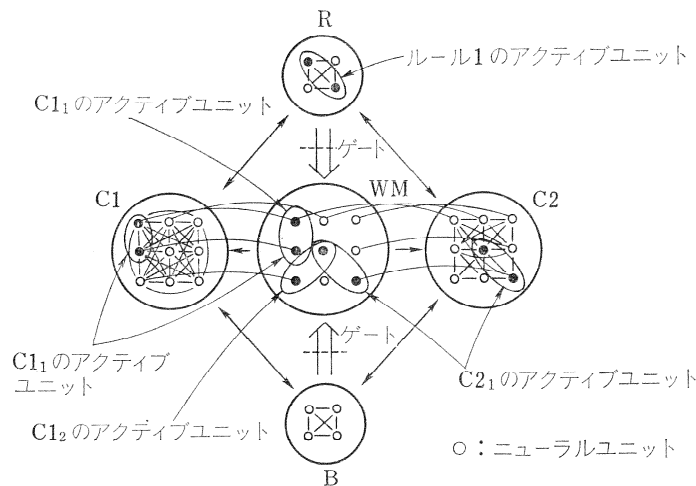 R
ルール1のアクティブユニット
C1₁のアクティブユニット
ゲート
WM
C1
C2
ゲート
C1₁のアクティブ
ユニット
C2₁のアクティブユニット
C1₂のアクティブユニット
○：ニューラルユニット
B